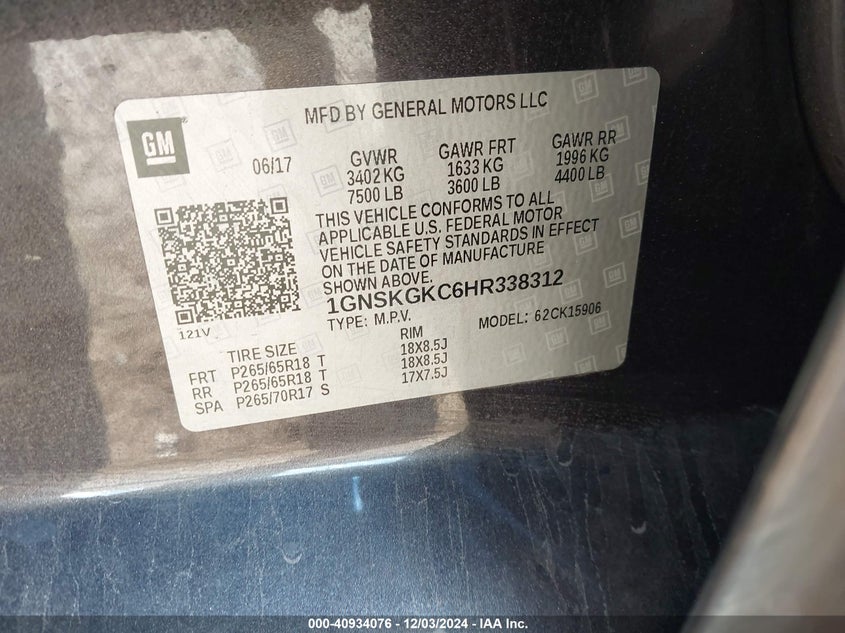 MFD BY GENERAL MOTORS LLC
GM
06/17
GVWR
3402 KG
7500 LB
GAWR FRT
1633 KG
3600 LB
GAWR RR
1996 KG
4400 LB
THIS VEHICLE CONFORMS TO ALL
APPLICABLE U.S. FEDERAL MOTOR
VEHICLE SAFETY STANDARDS IN EFFECT
ON THE DATE OF MANUFACTURE
SHOWN ABOVE.
1GNSKGKC6HR338312
121V
TYPE: M.P.V. MODEL: 62CK15906
TIRE SIZE RIM
FRT P265/65R18 T 18X8.5J
RR P265/65R18 T 18X8.5J
SPA P265/70R17 S 17X7.5J
000-40934076 - 12/03/2024 - IAA Inc.